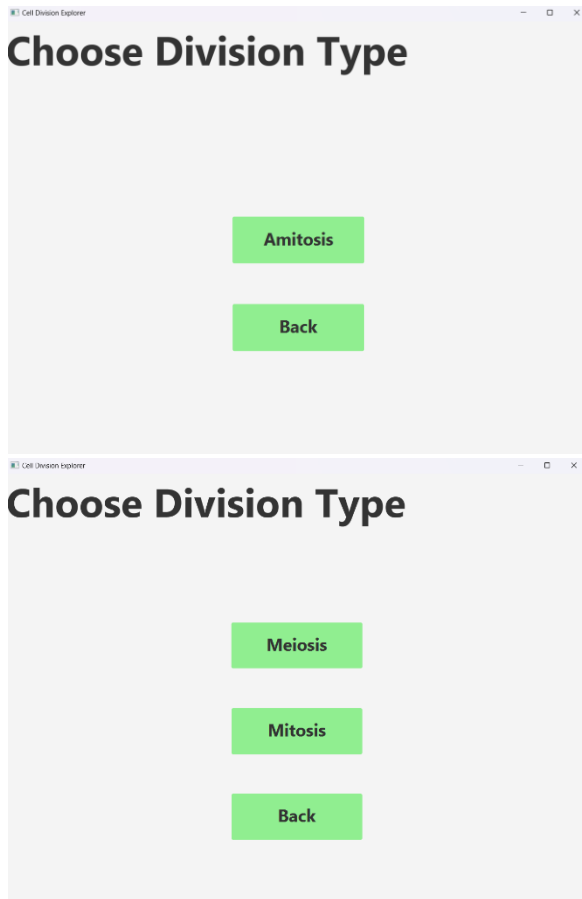 Cell Division Explorer
Choose Division Type
Amitosis
Back
Cell Division Explorer
Choose Division Type
Meiosis
Mitosis
Back